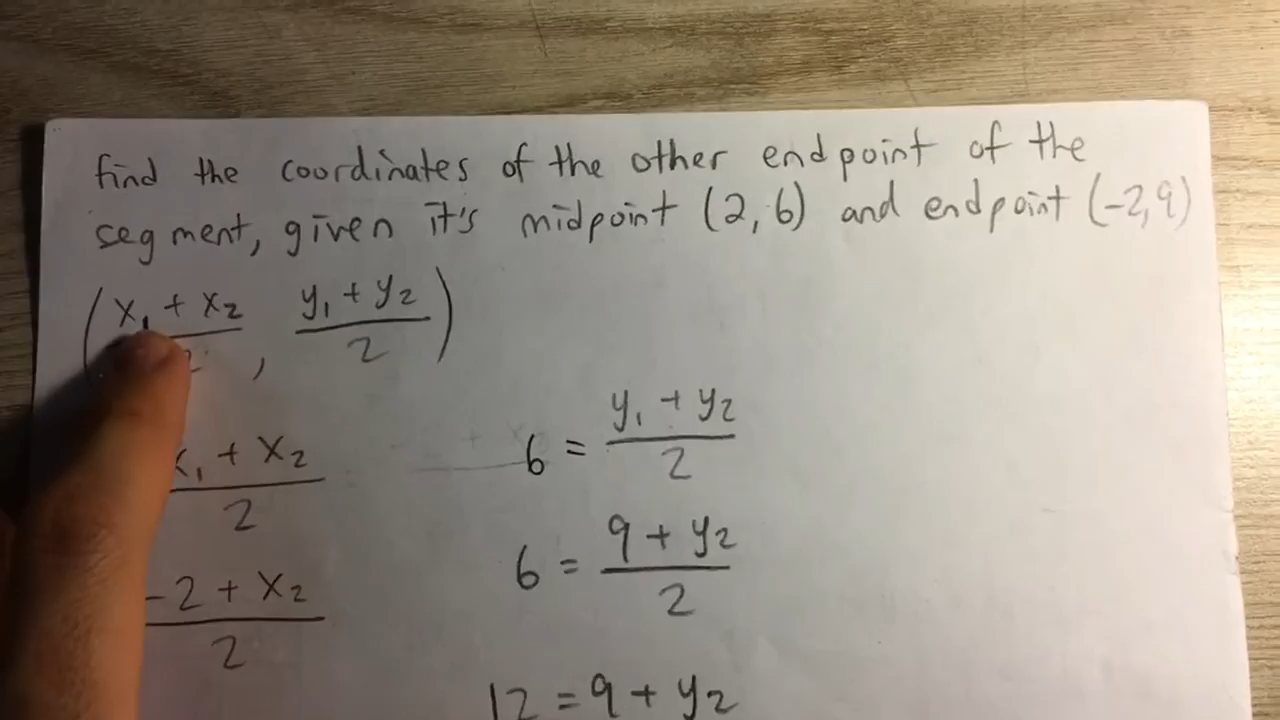 find the coordinates of the other endpoint of the
segment, given it's midpoint (2,6) and endpoint (-2,9)
(x₁ + x₂ / 2, y₁ + y₂ / 2)
x₁ + x₂ / 2
6 = y₁ + y₂ / 2
-2 + x₂ / 2
6 = 9 + y₂ / 2
12 = 9 + y₂